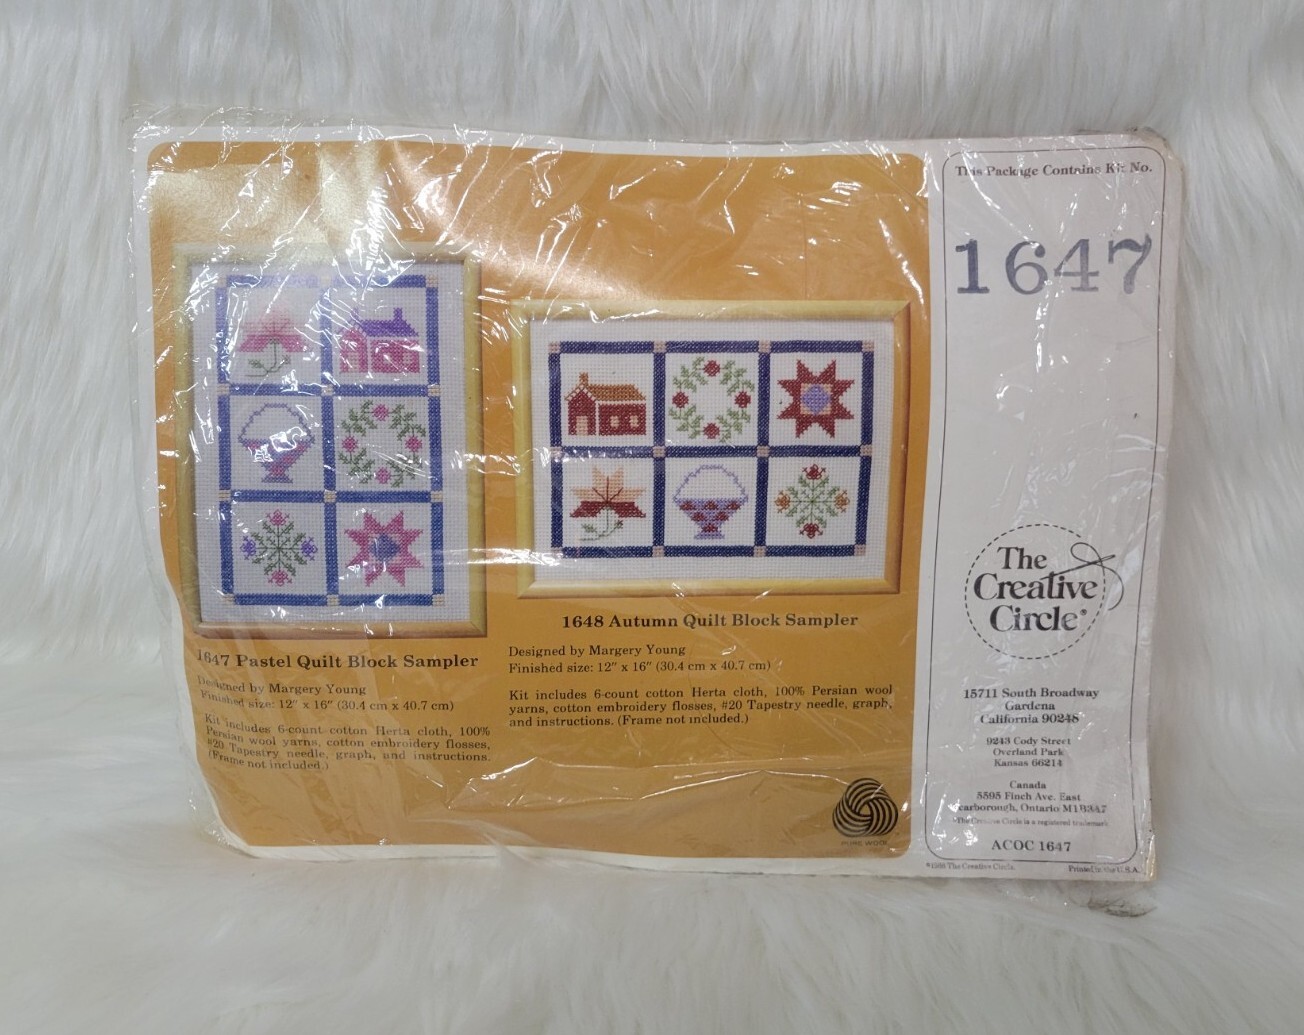 This Package Contains Kit No.
1647
1648 Autumn Quilt Block Sampler
Designed by Margery Young
Finished size: 12" x 16" (30.4 cm x 40.7 cm)
Kit includes 6-count cotton Herta cloth, 100% Persian wool
yarns, cotton embroidery flosses, #20 Tapestry needle, graph,
and instructions. (Frame not included.)
1647 Pastel Quilt Block Sampler
Designed by Margery Young
Finished size: 12" x 16" (30.4 cm x 40.7 cm)
Kit includes 6-count cotton Herta cloth, 100%
Persian wool yarns, cotton embroidery flosses,
#20 Tapestry needle, graph, and instructions.
(Frame not included.)
PURE WOOL
The
Creative
Circle®
15711 South Broadway
Gardena
California 90248
9243 Cody Street
Overland Park
Kansas 66214
Canada
5595 Finch Ave. East
Scarborough, Ontario M1B3A7
The Creative Circle is a registered trademark
ACOC 1647
The Creative Circle.
Printed in the U.S.A.